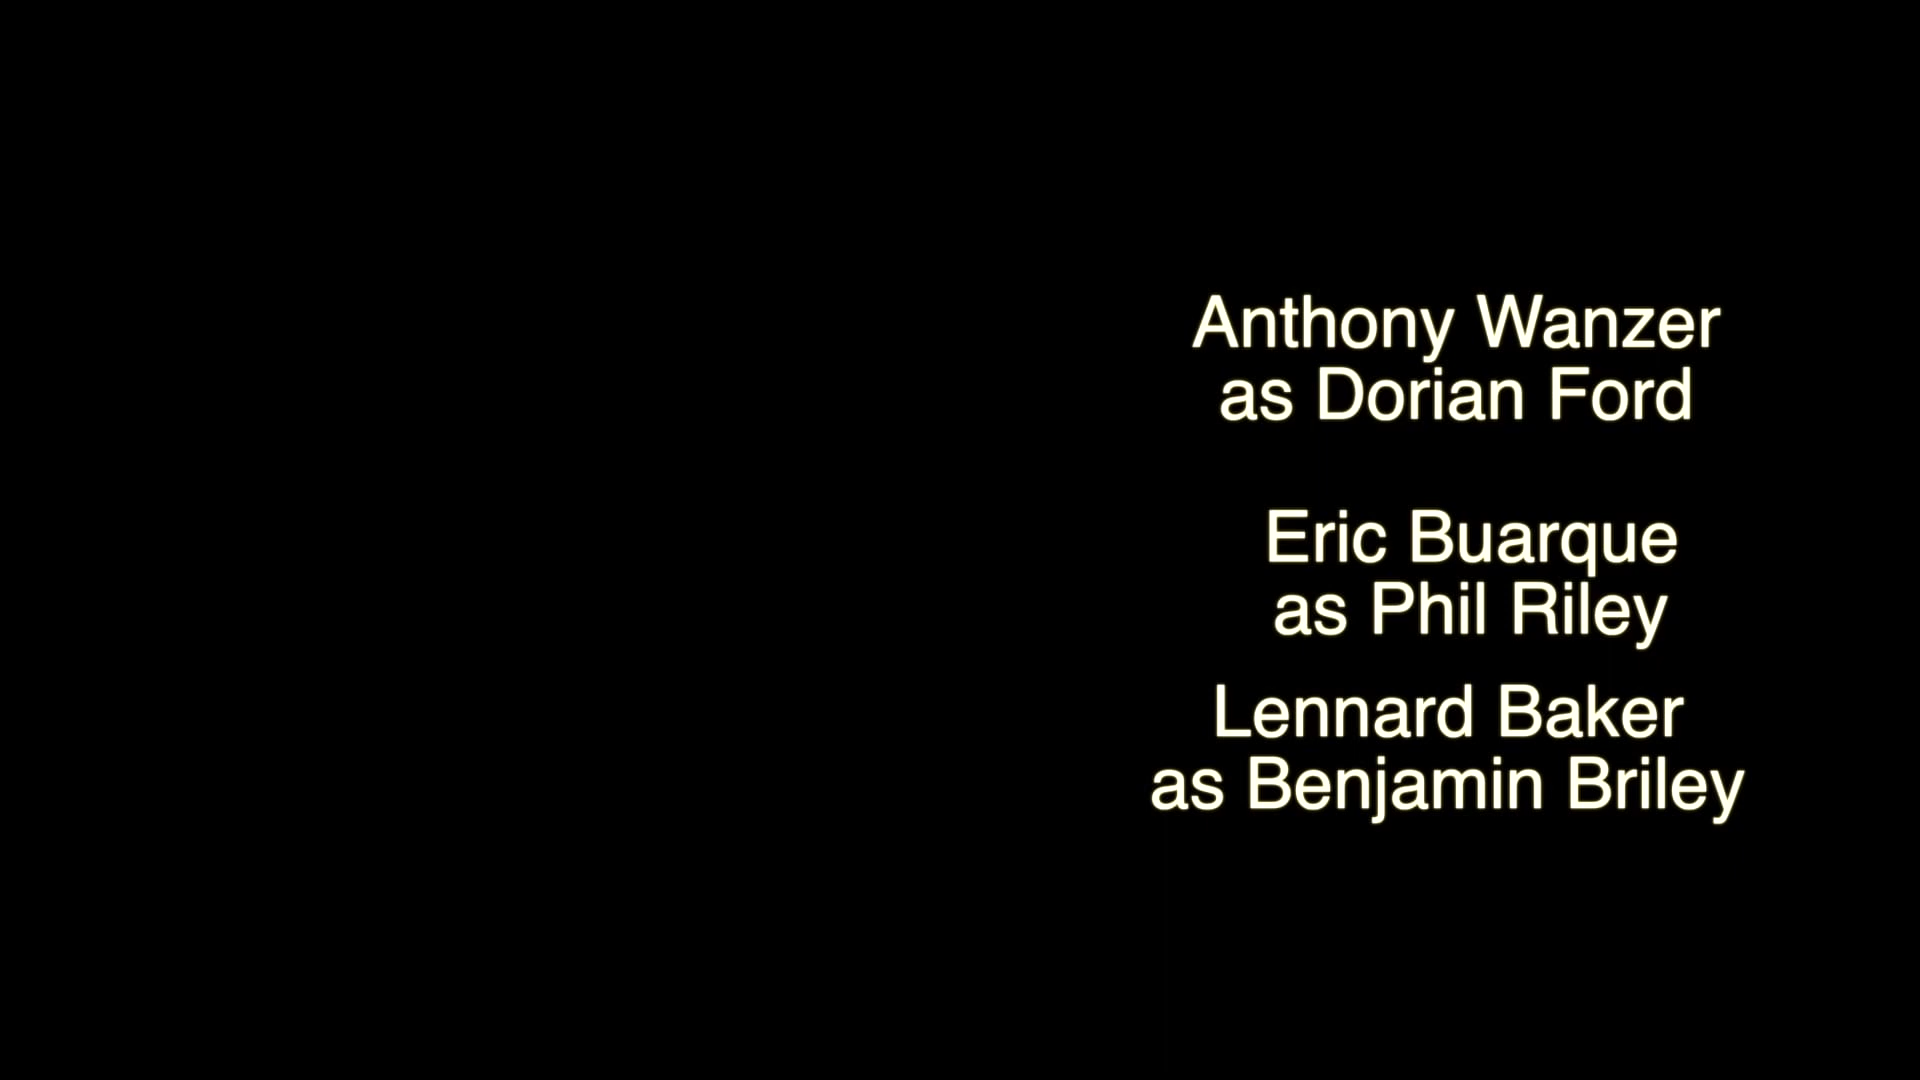 Anthony Wanzer
as Dorian Ford
Eric Buarque
as Phil Riley
Lennard Baker
as Benjamin Briley